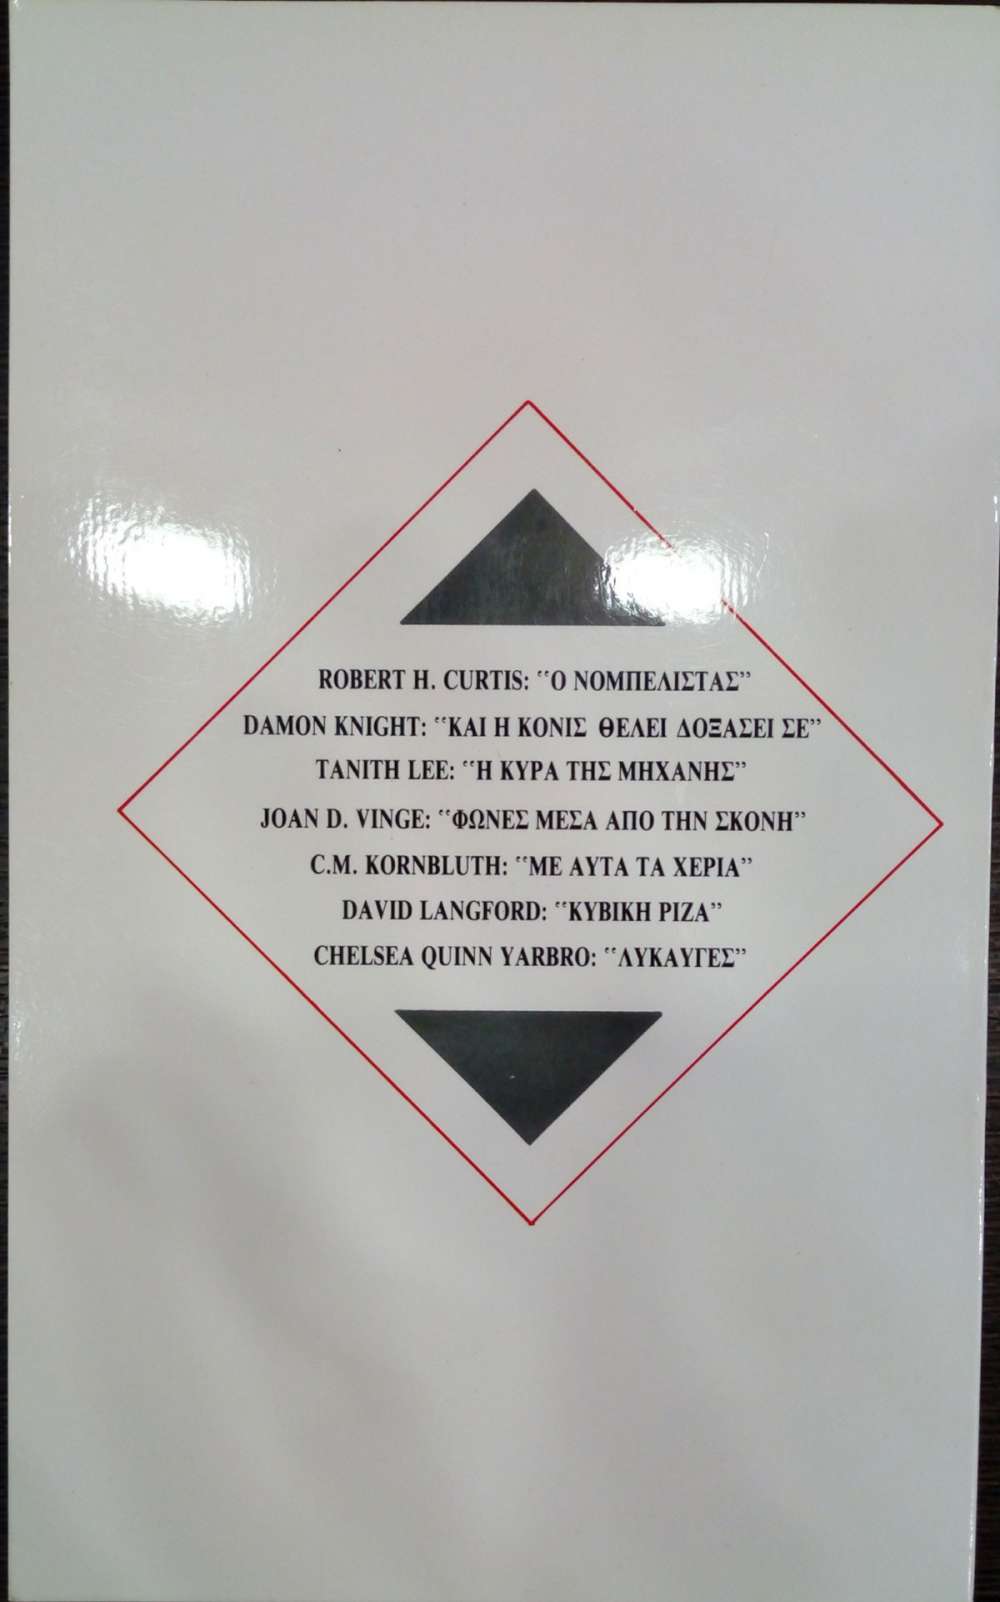 ROBERT H. CURTIS: “Ο ΝΟΜΠΕΛΙΣΤΑΣ”
DAMON KNIGHT: “ΚΑΙ Η ΚΟΝΙΣ ΘΕΛΕΙ ΔΟΞΑΣΕΙ ΣΕ”
TANITH LEE: “Η ΚΥΡΑ ΤΗΣ ΜΗΧΑΝΗΣ”
JOAN D. VINGE: “ΦΩΝΕΣ ΜΕΣΑ ΑΠΟ ΤΗΝ ΣΚΟΝΗ”
C.M. KORNBLUTH: “ΜΕ ΑΥΤΑ ΤΑ ΧΕΡΙΑ”
DAVID LANGFORD: “ΚΥΒΙΚΗ ΡΙΖΑ”
CHELSEA QUINN YARBRO: “ΛΥΚΑΥΓΕΣ”